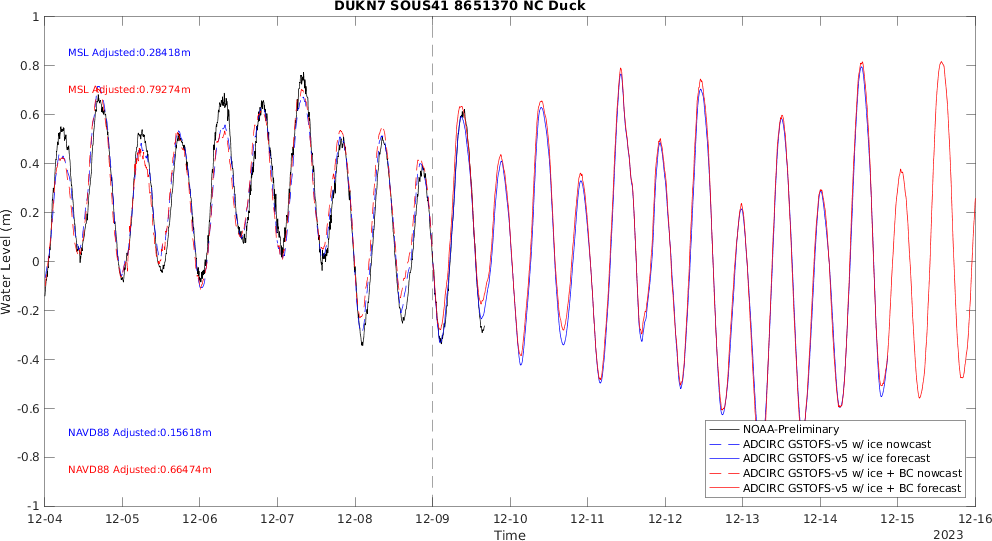 DUKN7 SOUS41 8651370 NC Duck
1
0.8
0.6
0.4
0.2
0
-0.2
-0.4
-0.6
-0.8
-1
Water Level (m)
MSL Adjusted:0.28418m
MSL Adjusted:0.79274m
NAVD88 Adjusted:0.15618m
NAVD88 Adjusted:0.66474m
NOAA-Preliminary
ADCIRC GSTOFS-v5 w/ ice nowcast
ADCIRC GSTOFS-v5 w/ ice forecast
ADCIRC GSTOFS-v5 w/ ice + BC nowcast
ADCIRC GSTOFS-v5 w/ ice + BC forecast
12-04 12-05 12-06 12-07 12-08 12-09 12-10 12-11 12-12 12-13 12-14 12-15 12-16
Time
2023